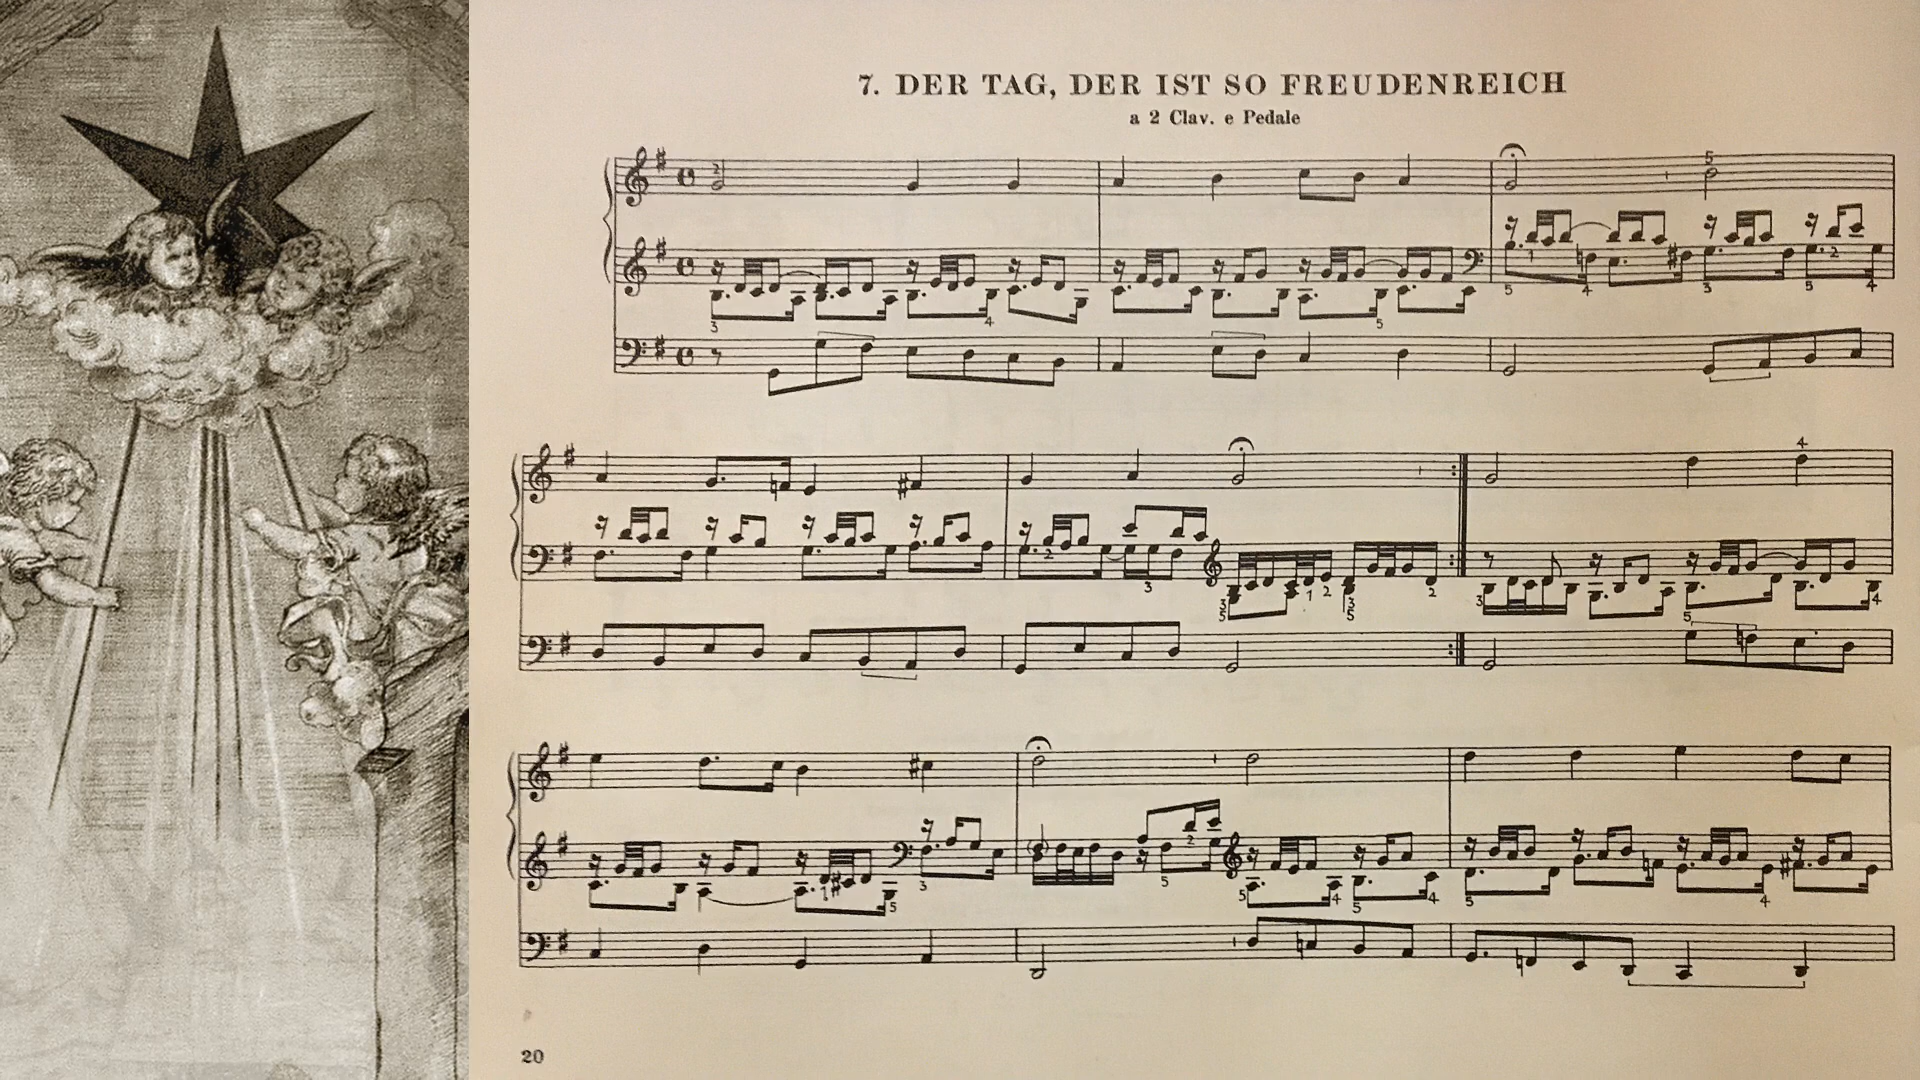 7. DER TAG, DER IST SO FREUDENREICH
a 2 Clav. e Pedale
20